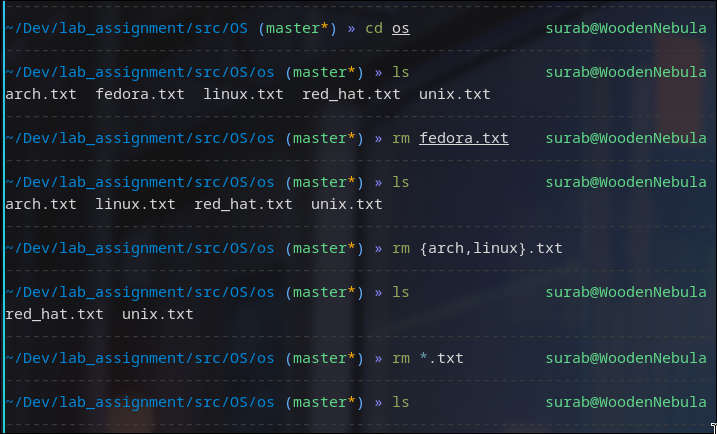 ~/Dev/lab_assignment/src/OS (master*) » cd os surab@WoodenNebula
~/Dev/lab_assignment/src/OS/os (master*) » ls surab@WoodenNebula
arch.txt fedora.txt linux.txt red_hat.txt unix.txt
~/Dev/lab_assignment/src/OS/os (master*) » rm fedora.txt surab@WoodenNebula
~/Dev/lab_assignment/src/OS/os (master*) » ls surab@WoodenNebula
arch.txt linux.txt red_hat.txt unix.txt
~/Dev/lab_assignment/src/OS/os (master*) » rm {arch,linux}.txt
~/Dev/lab_assignment/src/OS/os (master*) » ls surab@WoodenNebula
red_hat.txt unix.txt
~/Dev/lab_assignment/src/OS/os (master*) » rm *.txt surab@WoodenNebula
~/Dev/lab_assignment/src/OS/os (master*) » ls surab@WoodenNebula